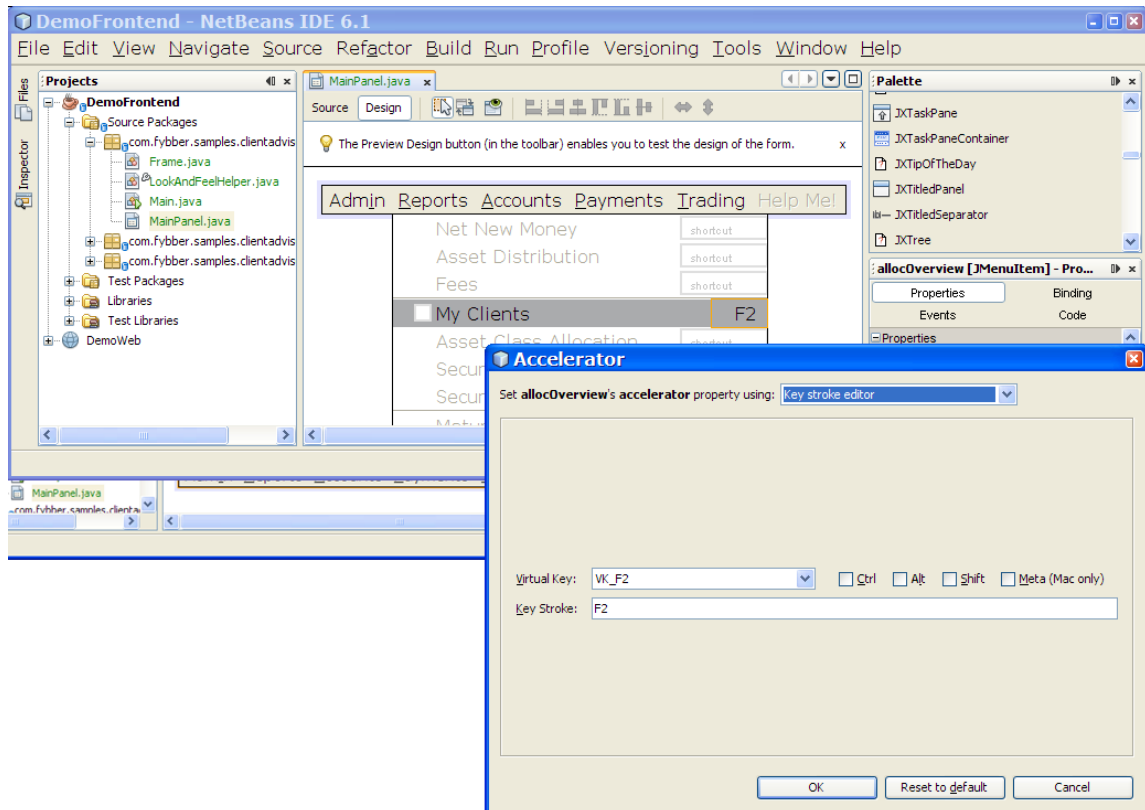 DemoFrontend - NetBeans IDE 6.1
File Edit View Navigate Source Refactor Build Run Profile Versioning Tools Window Help
Files
Inspector
Projects
DemoFrontend
Source Packages
com.fybber.samples.clientadvis
Frame.java
LookAndFeelHelper.java
Main.java
MainPanel.java
com.fybber.samples.clientadvis
com.fybber.samples.clientadvis
Test Packages
Libraries
Test Libraries
DemoWeb
MainPanel.java x
Source Design
The Preview Design button (in the toolbar) enables you to test the design of the form. x
Admin Reports Accounts Payments Trading Help Me!
Net New Money shortcut
Asset Distribution shortcut
Fees shortcut
My Clients F2
Asset Class Allocation shortcut
Secur
Secur
Palette
JXTaskPane
JXTaskPaneContainer
JXTipOfTheDay
JXTitledPanel
JXTitledSeparator
JXTree
allocOverview [JMenuItem] - Pro...
Properties Binding
Events Code
Properties
MainPanel.java
com.fybber.samples.clienta
Accelerator
Set allocOverview's accelerator property using: Key stroke editor
Virtual Key: VK_F2 Ctrl Alt Shift Meta (Mac only)
Key Stroke: F2
OK Reset to default Cancel